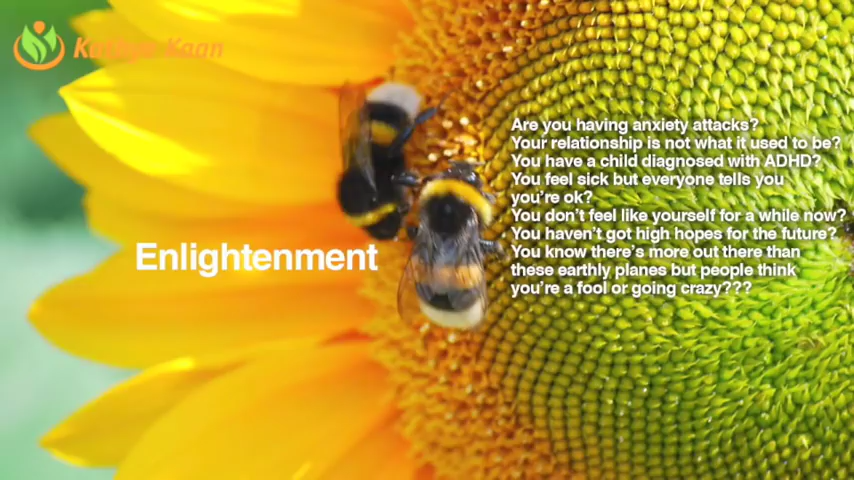 Kaan
Enlightenment
Are you having anxiety attacks?
Your relationship is not what it used to be?
You have a child diagnosed with ADHD?
You feel sick but everyone tells you
you're ok?
You don't feel like yourself for a while now?
You haven't got high hopes for the future?
You know there's more out there than
these earthly planes but people think
you're a fool or going crazy???